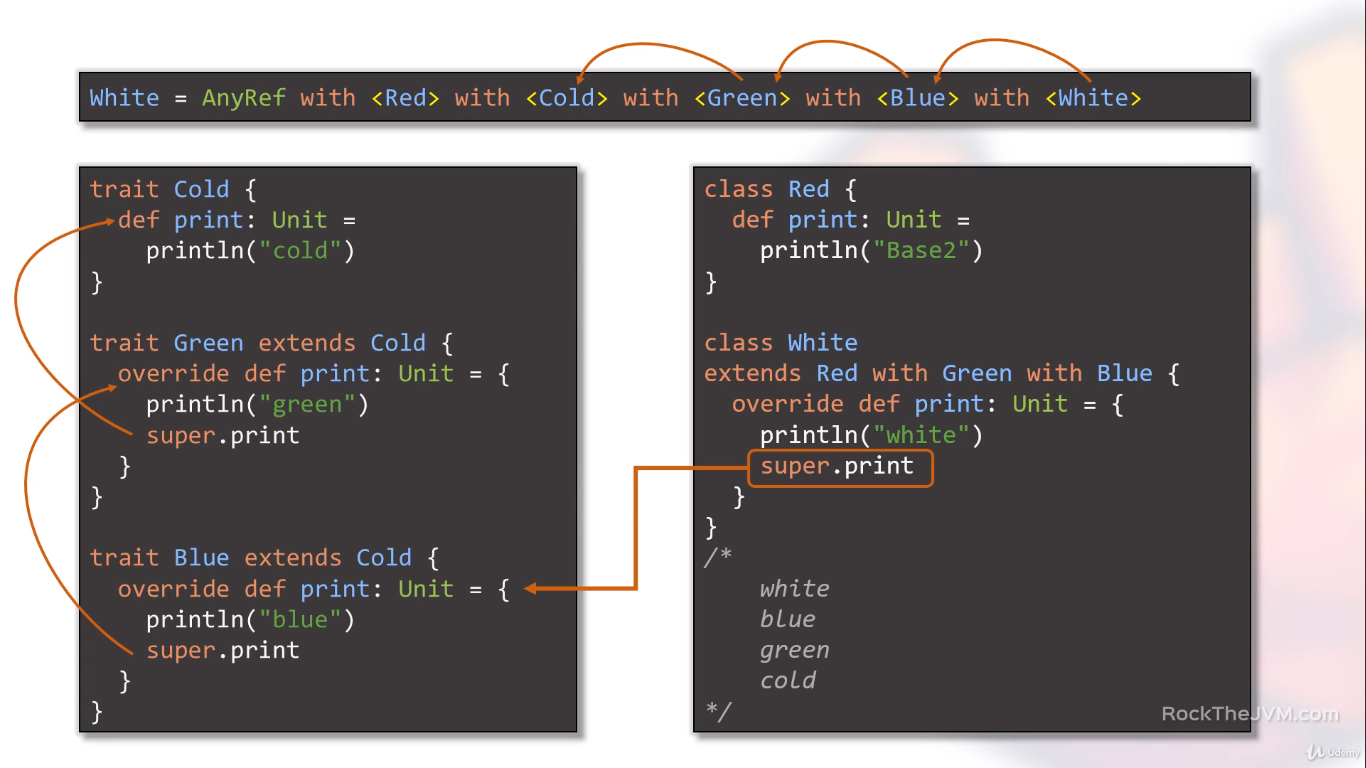 White = AnyRef with <Red> with <Cold> with <Green> with <Blue> with <White>
trait Cold {
def print: Unit =
println("cold")
}
trait Green extends Cold {
override def print: Unit = {
println("green")
super.print
}
}
trait Blue extends Cold {
override def print: Unit = {
println("blue")
super.print
}
}
class Red {
def print: Unit =
println("Base2")
}
class White
extends Red with Green with Blue {
override def print: Unit = {
println("white")
super.print
}
}
/*
white
blue
green
cold
*/
RockTheJVM.com
Udemy